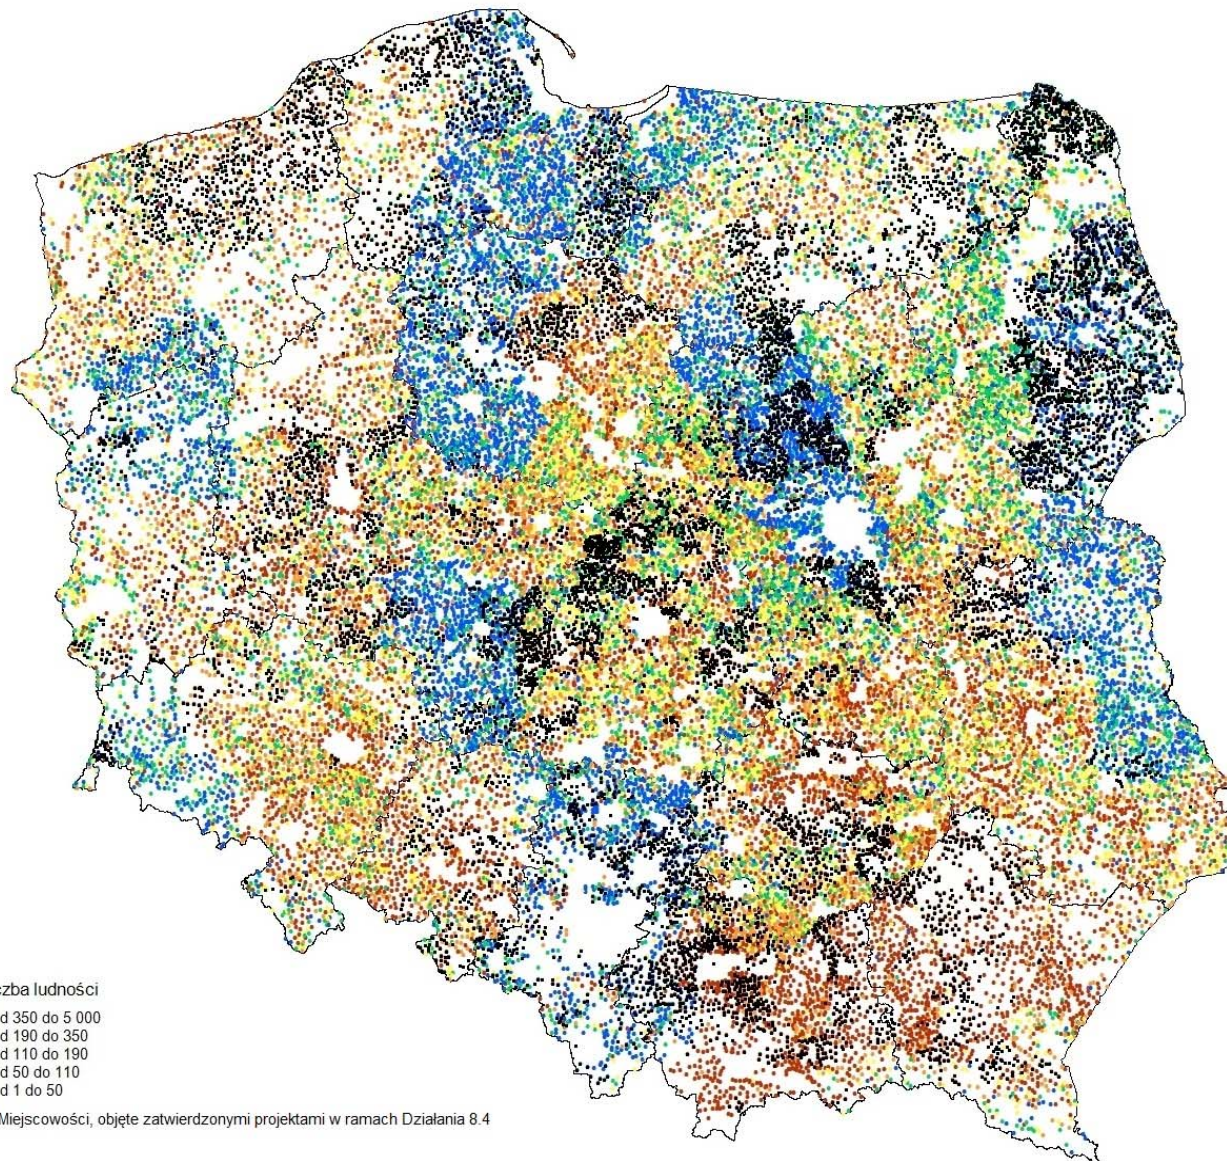 czba ludności
d 350 do 5 000
d 190 do 350
d 110 do 190
d 50 do 110
d 1 do 50
Miejscowości, objęte zatwierdzonymi projektami w ramach Działania 8.4